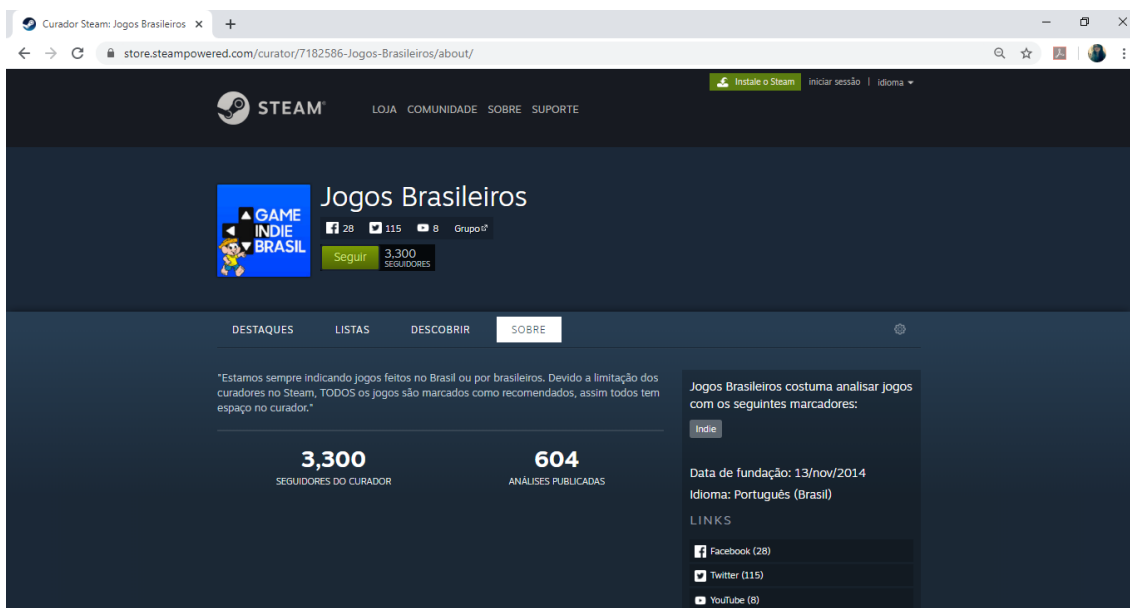 Curador Steam: Jogos Brasileiros
store.steampowered.com/curator/7182586-Jogos-Brasileiros/about/
Instale o Steam iniciar sessão | idioma
STEAM® LOJA COMUNIDADE SOBRE SUPORTE
GAME
INDIE
BRASIL
Jogos Brasileiros
28 115 8 Grupo
Seguir 3,300
SEGUIDORES
DESTAQUES LISTAS DESCOBRIR SOBRE
"Estamos sempre indicando jogos feitos no Brasil ou por brasileiros. Devido a limitação dos
curadores no Steam, TODOS os jogos são marcados como recomendados, assim todos tem
espaço no curador."
3,300
SEGUIDORES DO CURADOR
604
ANÁLISES PUBLICADAS
Jogos Brasileiros costuma analisar jogos
com os seguintes marcadores:
Indie
Data de fundação: 13/nov/2014
Idioma: Português (Brasil)
LINKS
Facebook (28)
Twitter (115)
YouTube (8)